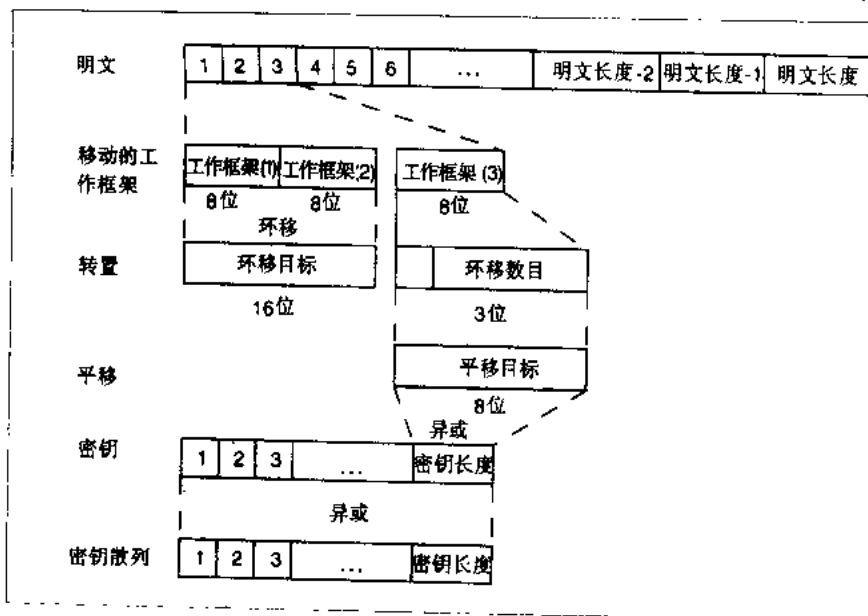 明文 1 2 3 4 5 6 … 明文长度-2 明文长度-1 明文长度
移动的工
作框架
工作框架(1) 工作框架(2) 工作框架(3)
8位 8位 8位
环移
转置 环移目标 环移数目
16位 3位
平移 平移目标
8位
异或
密钥 1 2 3 … 密钥长度
异或
密钥散列 1 2 3 … 密钥长度